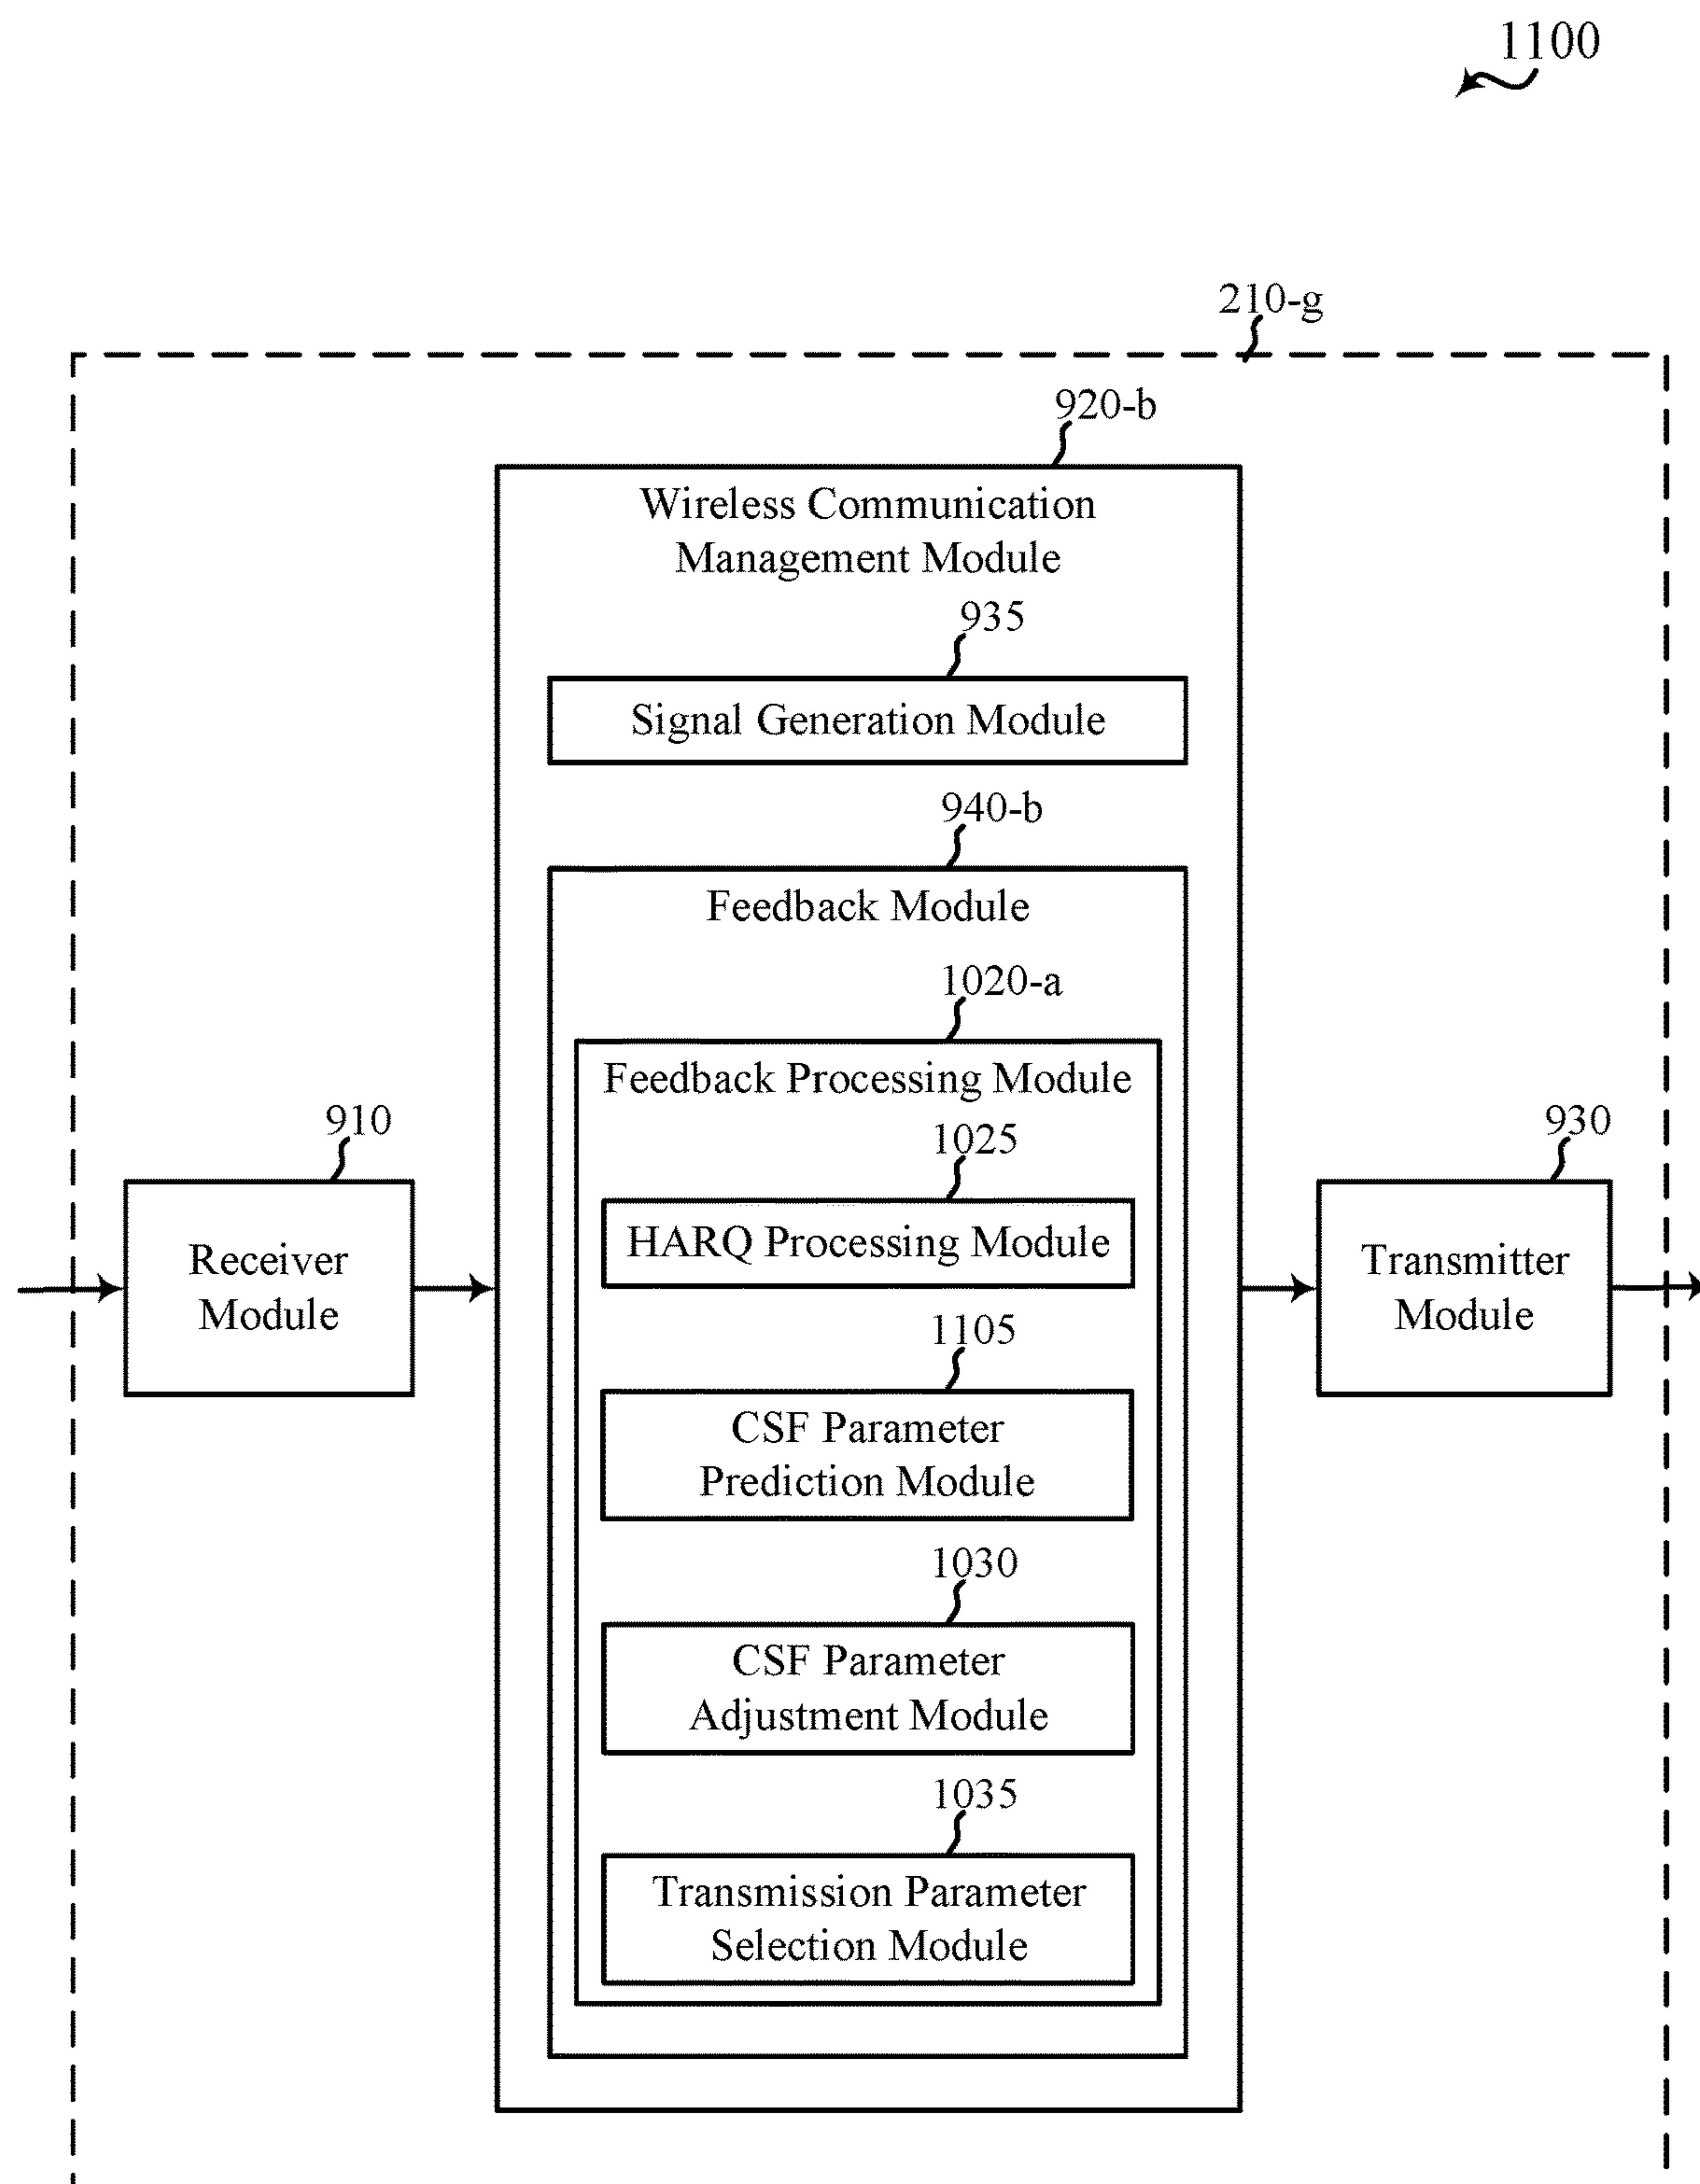 1100
210-g
920-b
Wireless Communication
Management Module
935
Signal Generation Module
940-b
Feedback Module
1020-a
Feedback Processing Module
1025
HARQ Processing Module
910
Receiver
Module
930
Transmitter
Module
1105
CSF Parameter
Prediction Module
1030
CSF Parameter
Adjustment Module
1035
Transmission Parameter
Selection Module